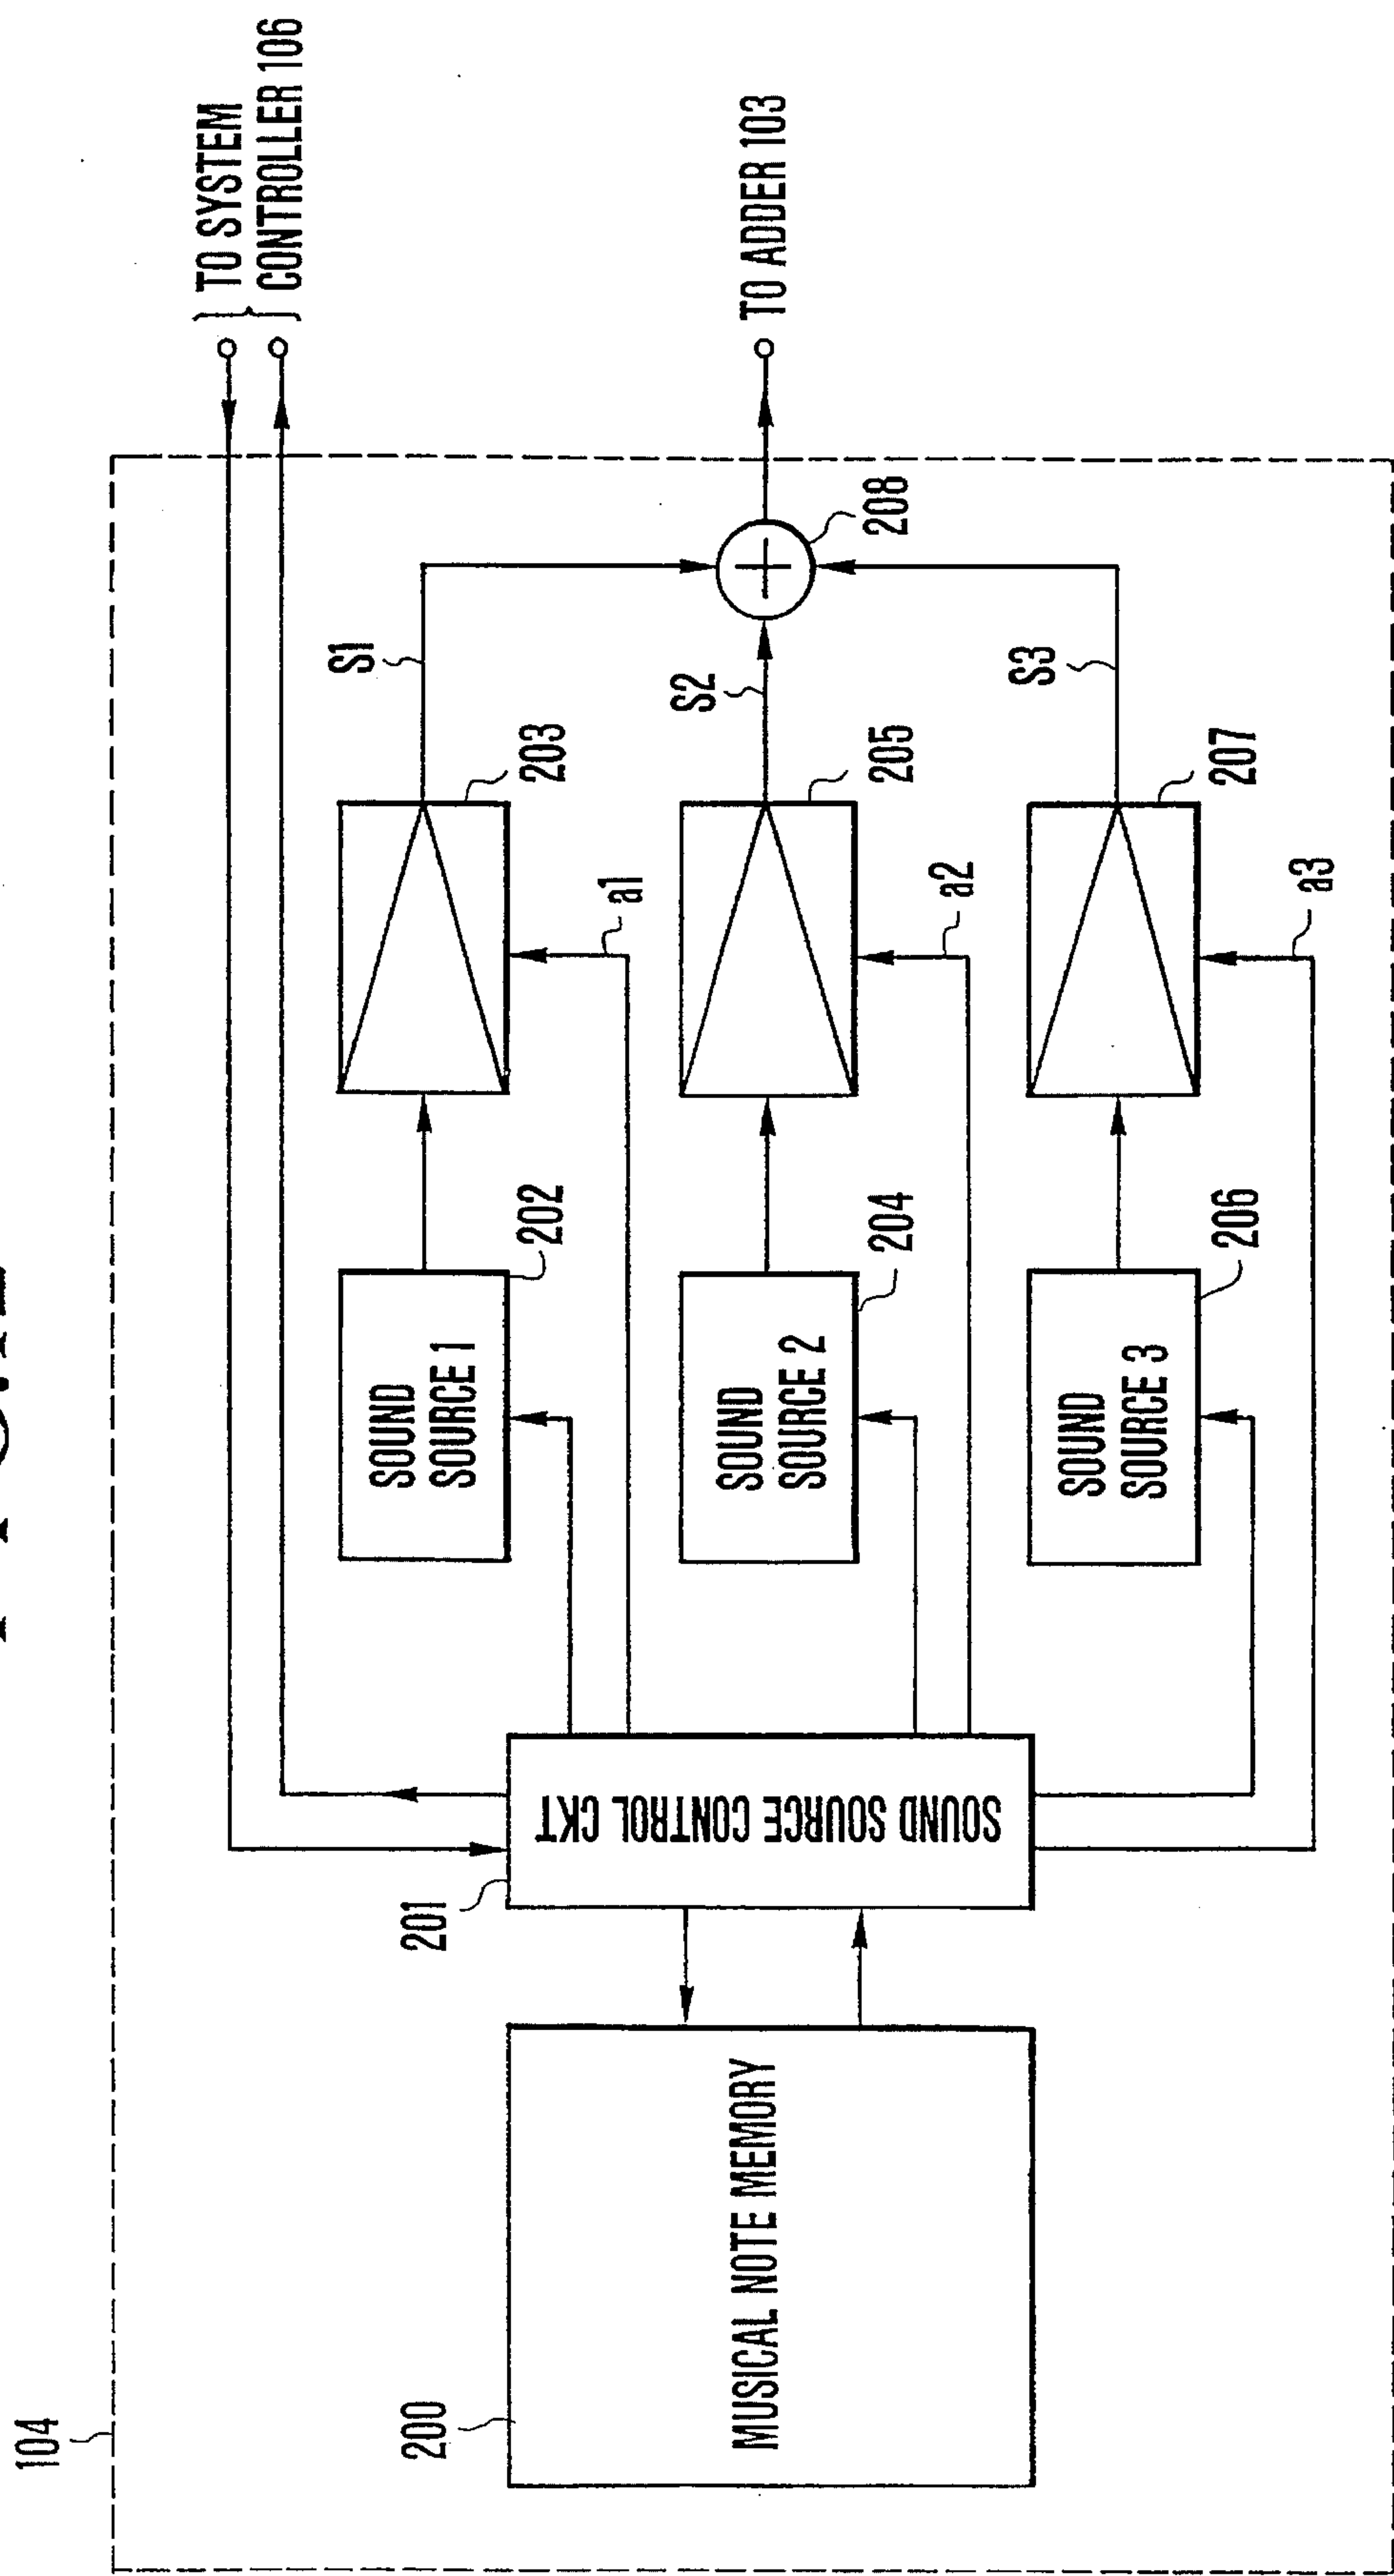 104
TO SYSTEM
CONTROLLER 106
200
MUSICAL NOTE MEMORY
201
SOUND SOURCE CONTROL CKT
SOUND
SOURCE 1
202
203
a1
S1
SOUND
SOURCE 2
204
205
a2
S2
208
TO ADDER 103
SOUND
SOURCE 3
206
207
a3
S3